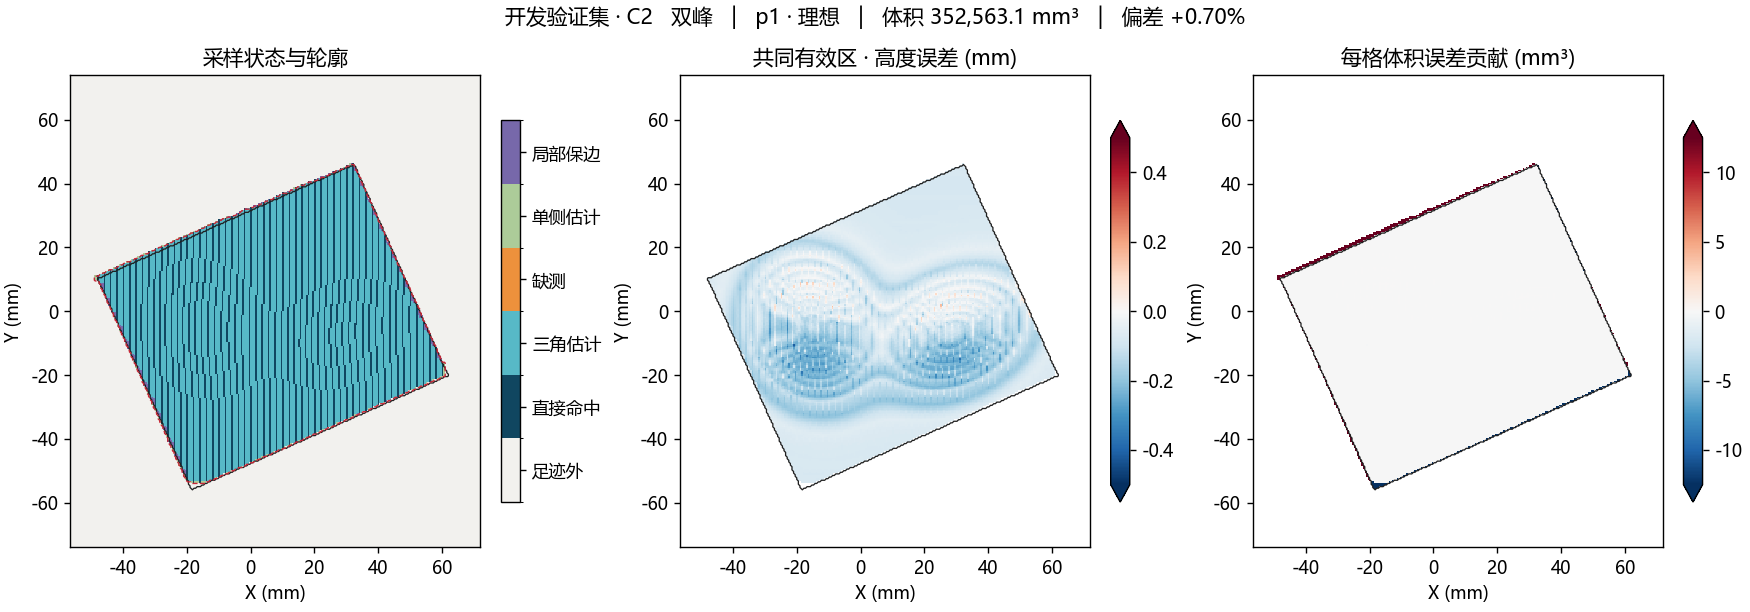 开发验证集 · C2 双峰 | p1 · 理想 | 体积 352,563.1 mm³ | 偏差 +0.70%
采样状态与轮廓
60
40
20
0
-20
-40
-60
Y (mm)
-40 -20 0 20 40 60
X (mm)
局部保边
单侧估计
缺测
三角估计
直接命中
足迹外
共同有效区 · 高度误差 (mm)
60
40
20
0
-20
-40
-60
Y (mm)
-40 -20 0 20 40 60
X (mm)
0.4
0.2
0.0
-0.2
-0.4
每格体积误差贡献 (mm³)
60
40
20
0
-20
-40
-60
Y (mm)
-40 -20 0 20 40 60
X (mm)
10
5
0
-5
-10